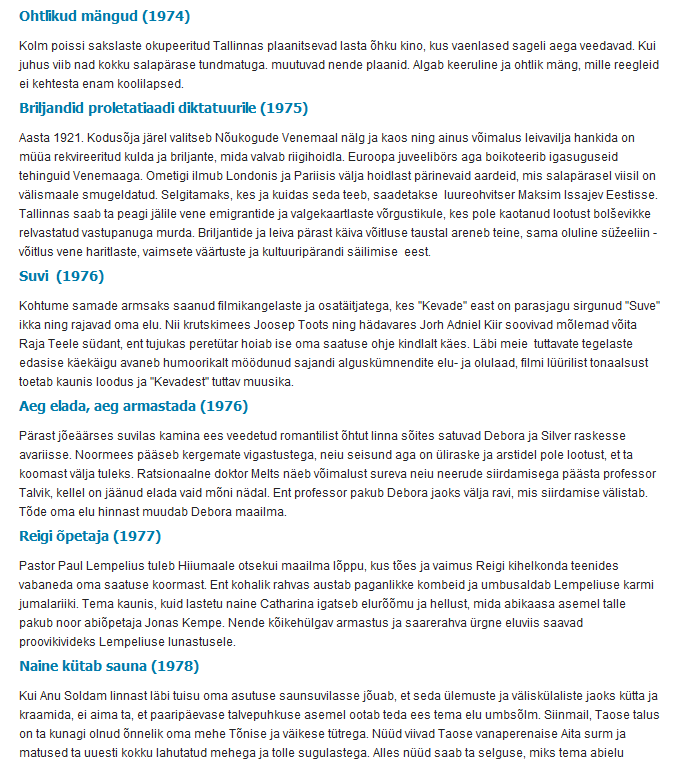 Ohtlikud mängud (1974)
Kolm poissi sakslaste okupeeritud Tallinnas plaanitsevad lasta õhku kino, kus vaenlased sageli aega veedavad. Kui
juhus viib nad kokku salapärase tundmatuga. muutuvad nende plaanid. Algab keeruline ja ohtlik mäng, mille reegleid
ei kehtesta enam koolilapsed.
Briljandid proletatiaadi diktatuurile (1975)
Aasta 1921. Kodusõja järel valitseb Nõukogude Venemaal nälg ja kaos ning ainus võimalus leivavilja hankida on
müüa rekvireeritud kulda ja briljante, mida valvab riigihoidla. Euroopa juveelibörs aga boikoteerib igasuguseid
tehinguid Venemaaga. Ometigi ilmub Londonis ja Pariisis välja hoidlast pärinevaid aardeid, mis salapärasel viisil on
välismaale smugeldatud. Selgitamaks, kes ja kuidas seda teeb, saadetakse luureohvitser Maksim Issajev Eestisse.
Tallinnas saab ta peagi jälile vene emigrantide ja valgekaartlaste võrgustikule, kes pole kaotanud lootust bolševikke
relvastatud vastupanuga murda. Briljantide ja leiva pärast käiva võitluse taustal areneb teine, sama oluline süžeeliin -
võitlus vene haritlaste, vaimsete väärtuste ja kultuuripärandi säilimise eest.
Suvi (1976)
Kohtume samade armsaks saanud filmikangelaste ja osatäitjatega, kes "Kevade" east on parasjagu sirgunud "Suve"
ikka ning rajavad oma elu. Nii krutskimees Joosep Toots ning hädavares Jorh Adniel Kiir soovivad mõlemad võita
Raja Teele südant, ent tujukas peretütar hoiab ise oma saatuse ohje kindlalt käes. Läbi meie tuttavate tegelaste
edasise käekäigu avaneb humoorikalt möödunud sajandi alguskümnendite elu- ja olulaad, filmi lüürilist tonaalsust
toetab kaunis loodus ja "Kevadest" tuttav muusika.
Aeg elada, aeg armastada (1976)
Pärast jõeäärses suvilas kamina ees veedetud romantilist õhtut linna sõites satuvad Debora ja Silver raskesse
avariisse. Noormees pääseb kergemate vigastustega, neiu seisund aga on üliraske ja arstidel pole lootust, et ta
koomast välja tuleks. Ratsionaalne doktor Melts näeb võimalust sureva neiu neerude siirdamisega päästa professor
Talvik, kellel on jäänud elada vaid mõni nädal. Ent professor pakub Debora jaoks välja ravi, mis siirdamise välistab.
Tõde oma elu hinnast muudab Debora maailma.
Reigi õpetaja (1977)
Pastor Paul Lempelius tuleb Hiiumaale otsekui maailma lõppu, kus tões ja vaimus Reigi kihelkonda teenides
vabaneda oma saatuse koormast. Ent kohalik rahvas austab paganlikke kombeid ja umbusaldab Lempeliuse karmi
jumalariiki. Tema kaunis, kuid lastetu naine Catharina igatseb elurõõmu ja hellust, mida abikaasa asemel talle
pakub noor abiõpetaja Jonas Kempe. Nende kõikehülgav armastus ja saarerahva ürgne eluviis saavad
proovikivideks Lempeliuse lunastusele.
Naine kütab sauna (1978)
Kui Anu Soldam linnast läbi tuisu oma asutuse saunsuvilasse jõuab, et seda ülemuste ja väliskülaliste jaoks kütta ja
kraamida, ei aima ta, et paaripäevase talvepuhkuse asemel ootab teda ees tema elu umbsõlm. Siinmail, Taose talus
on ta kunagi olnud õnnelik oma mehe Tõnise ja väikese tütrega. Nüüd viivad Taose vanaperenaise Aita surm ja
matused ta uuesti kokku lahutatud mehega ja tolle sugulastega. Alles nüüd saab ta selguse, miks tema abielu